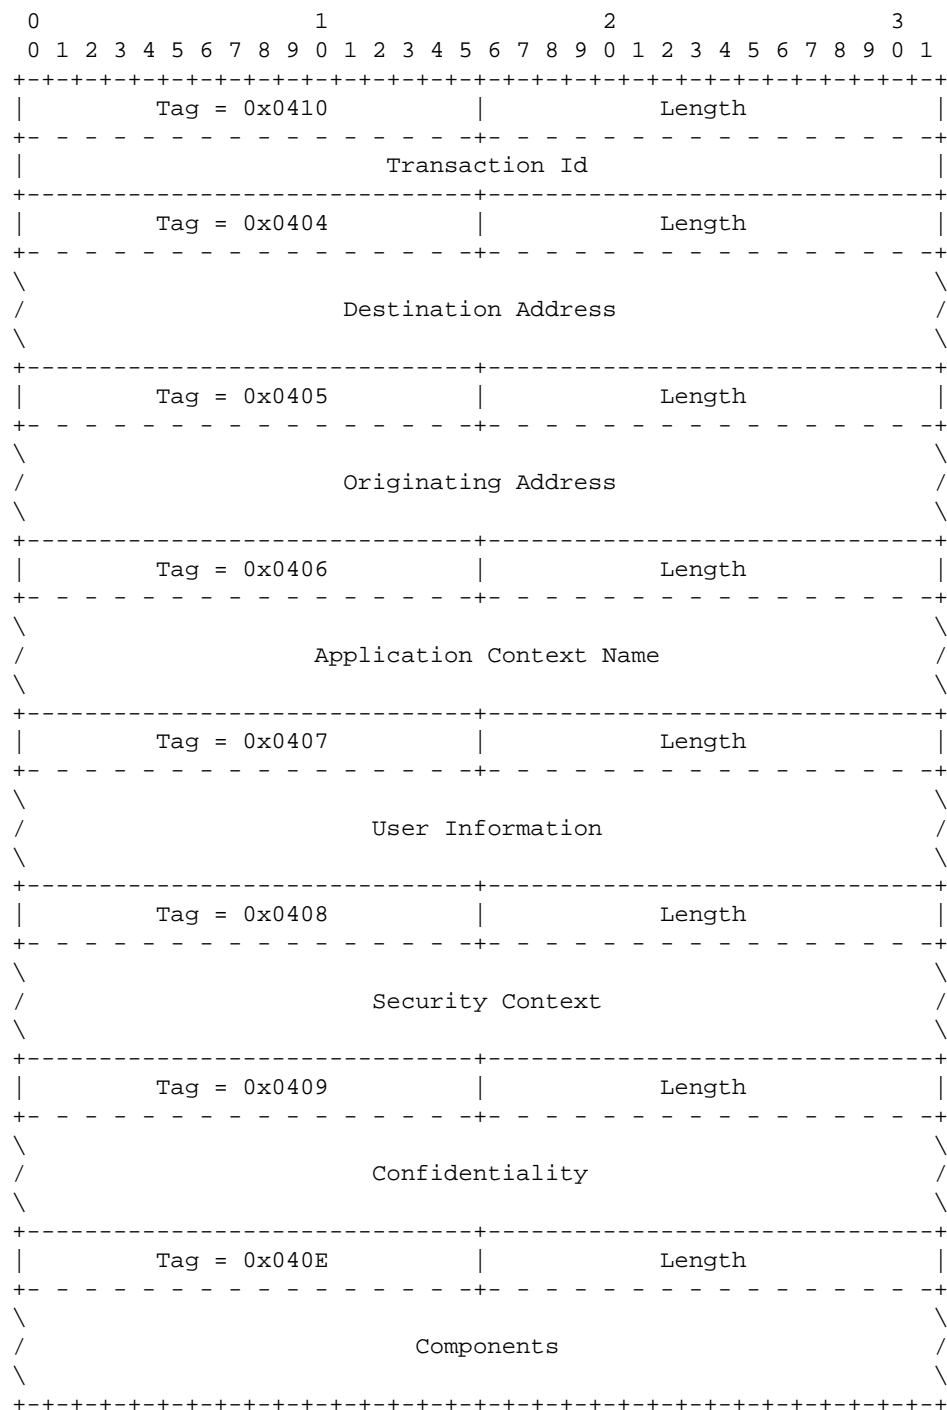 0                   1                   2                   3
0 1 2 3 4 5 6 7 8 9 0 1 2 3 4 5 6 7 8 9 0 1 2 3 4 5 6 7 8 9 0 1
+-+-+-+-+-+-+-+-+-+-+-+-+-+-+-+-+-+-+-+-+-+-+-+-+-+-+-+-+-+-+-+-+
|         Tag = 0x0410          |            Length             |
+- - - - - - - - - - - - - - - -+- - - - - - - - - - - - - - - -+
|                         Transaction Id                        |
+-------------------------------+-------------------------------+
|         Tag = 0x0404          |            Length             |
+- - - - - - - - - - - - - - - -+- - - - - - - - - - - - - - - -+
\                                                               \
/                      Destination Address                      /
\                                                               \
+-------------------------------+-------------------------------+
|         Tag = 0x0405          |            Length             |
+- - - - - - - - - - - - - - - -+- - - - - - - - - - - - - - - -+
\                                                               \
/                      Originating Address                      /
\                                                               \
+-------------------------------+-------------------------------+
|         Tag = 0x0406          |            Length             |
+- - - - - - - - - - - - - - - -+- - - - - - - - - - - - - - - -+
\                                                               \
/                    Application Context Name                   /
\                                                               \
+-------------------------------+-------------------------------+
|         Tag = 0x0407          |            Length             |
+- - - - - - - - - - - - - - - -+- - - - - - - - - - - - - - - -+
\                                                               \
/                        User Information                       /
\                                                               \
+-------------------------------+-------------------------------+
|         Tag = 0x0408          |            Length             |
+- - - - - - - - - - - - - - - -+- - - - - - - - - - - - - - - -+
\                                                               \
/                        Security Context                       /
\                                                               \
+-------------------------------+-------------------------------+
|         Tag = 0x0409          |            Length             |
+- - - - - - - - - - - - - - - -+- - - - - - - - - - - - - - - -+
\                                                               \
/                        Confidentiality                        /
\                                                               \
+-------------------------------+-------------------------------+
|         Tag = 0x040E          |            Length             |
+- - - - - - - - - - - - - - - -+- - - - - - - - - - - - - - - -+
\                                                               \
/                           Components                          /
\                                                               \
+-+-+-+-+-+-+-+-+-+-+-+-+-+-+-+-+-+-+-+-+-+-+-+-+-+-+-+-+-+-+-+-+